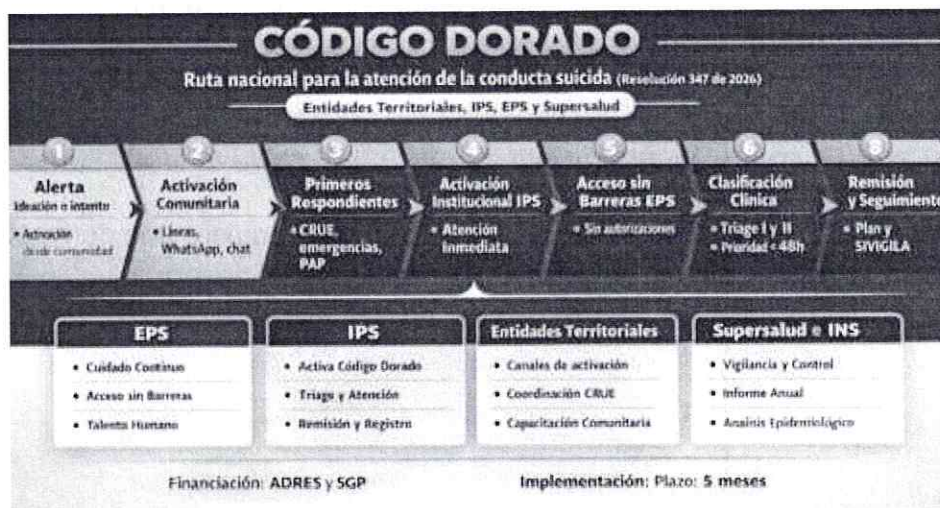 CÓDIGO DORADO
Ruta nacional para la atención de la conducta suicida (Resolución 347 de 2026)
Entidades Territoriales, IPS, EPS y Supersalud
1
Alerta
Ideación o intento
• Activación
desde comunidad
2
Activación
Comunitaria
• Líneas,
WhatsApp, chat
3
Primeros
Respondientes
• CRUE,
emergencias,
PAP
4
Activación
Institucional IPS
• Atención
Inmediata
5
Acceso sin
Barreras EPS
• Sin autorizaciones
6
Clasificación
Clínica
• Triage I y II
• Prioridad < 48h
8
Remisión
y Seguimiento
• Plan y
SIVIGILA
EPS
• Cuidado Continuo
• Acceso sin Barreras
• Talento Humano
IPS
• Activa Código Dorado
• Triage y Atención
• Remisión y Registro
Entidades Territoriales
• Canales de activación
• Coordinación CRUE
• Capacitación Comunitaria
Supersalud e INS
• Vigilancia y Control
• Informe Anual
• Analsis Epidemiológico
Financiación: ADRES y SGP
Implementación: Plazo: 5 meses